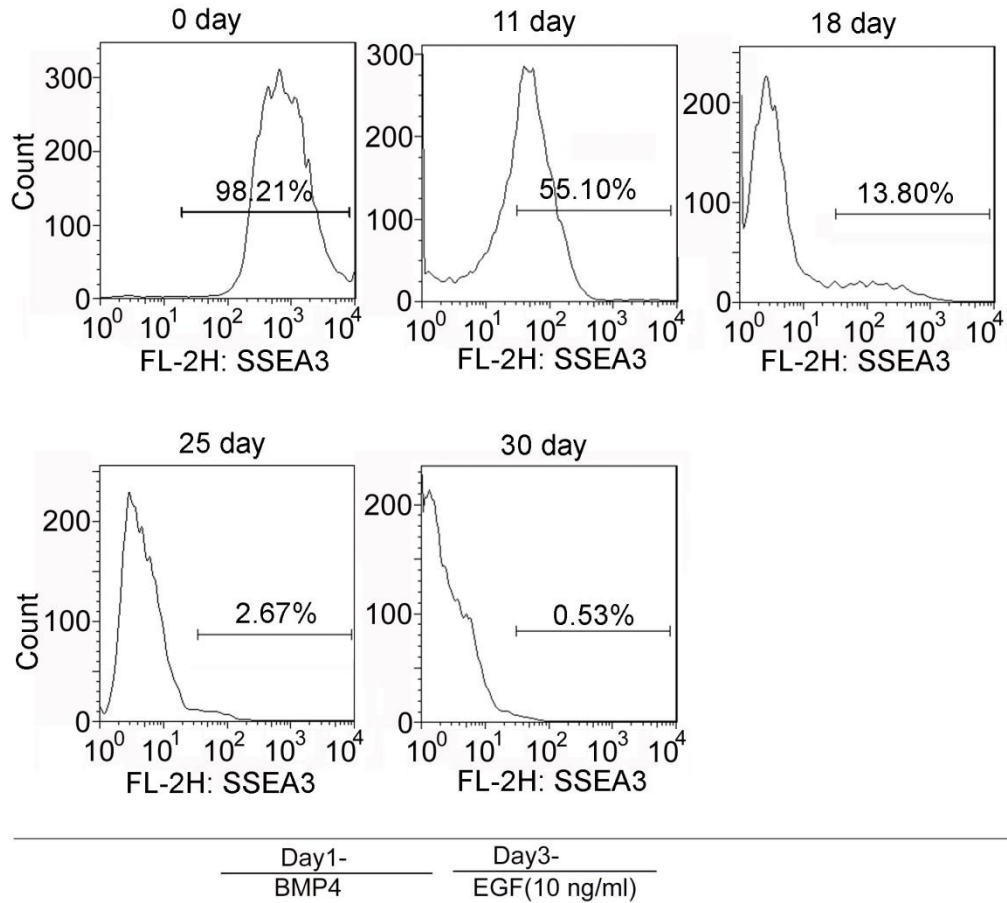 0 day
11 day
18 day
300
200
100
0
Count
98.21%
10^0 10^1 10^2 10^3 10^4
FL-2H: SSEA3
300
200
100
0
55.10%
10^0 10^1 10^2 10^3 10^4
FL-2H: SSEA3
200
100
0
13.80%
10^0 10^1 10^2 10^3 10^4
FL-2H: SSEA3
25 day
30 day
200
100
0
Count
2.67%
10^0 10^1 10^2 10^3 10^4
FL-2H: SSEA3
200
100
0
0.53%
10^0 10^1 10^2 10^3 10^4
FL-2H: SSEA3
Day1-
BMP4
Day3-
EGF(10 ng/ml)